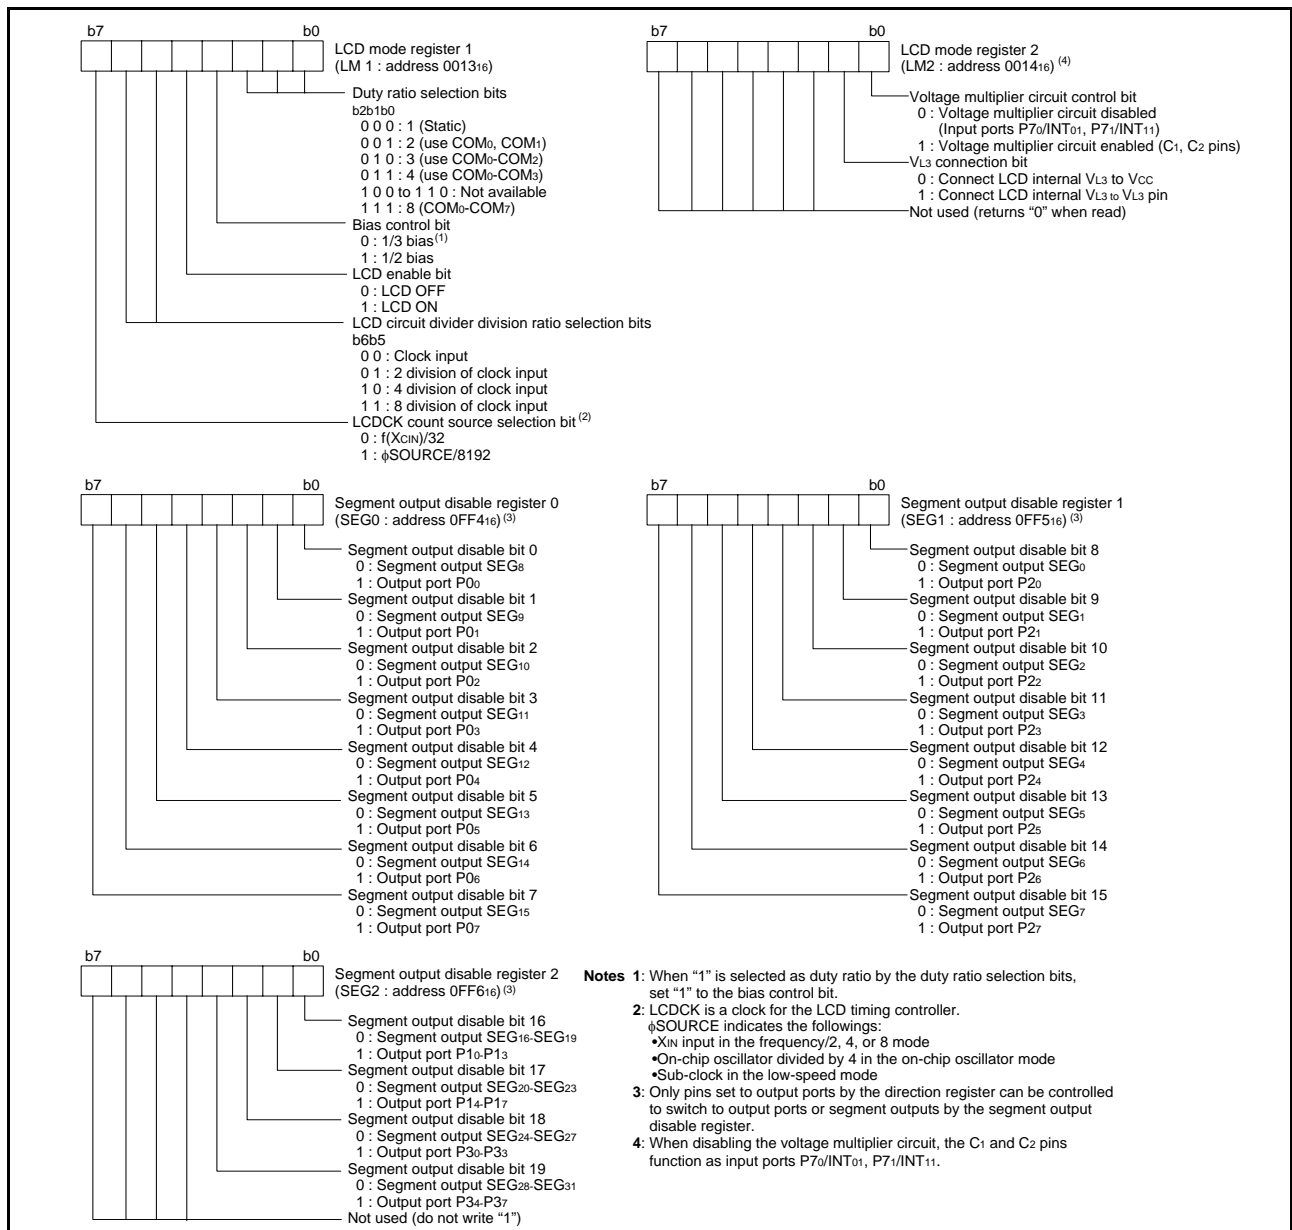 b7 b0
LCD mode register 1
(LM 1 : address 0013₁₆)
Duty ratio selection bits
b2b1b0
0 0 0 : 1 (Static)
0 0 1 : 2 (use COM₀, COM₁)
0 1 0 : 3 (use COM₀-COM₂)
0 1 1 : 4 (use COM₀-COM₃)
1 0 0 to 1 1 0 : Not available
1 1 1 : 8 (COM₀-COM₇)
Bias control bit
0 : 1/3 bias⁽¹⁾
1 : 1/2 bias
LCD enable bit
0 : LCD OFF
1 : LCD ON
LCD circuit divider division ratio selection bits
b6b5
0 0 : Clock input
0 1 : 2 division of clock input
1 0 : 4 division of clock input
1 1 : 8 division of clock input
LCDCK count source selection bit ⁽²⁾
0 : f(XCIN)/32
1 : ϕSOURCE/8192
b7 b0
LCD mode register 2
(LM2 : address 0014₁₆) ⁽⁴⁾
Voltage multiplier circuit control bit
0 : Voltage multiplier circuit disabled
(Input ports P7₀/INT₀₁, P7₁/INT₁₁)
1 : Voltage multiplier circuit enabled (C₁, C₂ pins)
VL3 connection bit
0 : Connect LCD internal VL3 to VCC
1 : Connect LCD internal VL3 to VL3 pin
Not used (returns “0” when read)
b7 b0
Segment output disable register 0
(SEG0 : address 0FF4₁₆) ⁽³⁾
Segment output disable bit 0
0 : Segment output SEG₈
1 : Output port P0₀
Segment output disable bit 1
0 : Segment output SEG₉
1 : Output port P0₁
Segment output disable bit 2
0 : Segment output SEG₁₀
1 : Output port P0₂
Segment output disable bit 3
0 : Segment output SEG₁₁
1 : Output port P0₃
Segment output disable bit 4
0 : Segment output SEG₁₂
1 : Output port P0₄
Segment output disable bit 5
0 : Segment output SEG₁₃
1 : Output port P0₅
Segment output disable bit 6
0 : Segment output SEG₁₄
1 : Output port P0₆
Segment output disable bit 7
0 : Segment output SEG₁₅
1 : Output port P0₇
b7 b0
Segment output disable register 1
(SEG1 : address 0FF5₁₆) ⁽³⁾
Segment output disable bit 8
0 : Segment output SEG₀
1 : Output port P2₀
Segment output disable bit 9
0 : Segment output SEG₁
1 : Output port P2₁
Segment output disable bit 10
0 : Segment output SEG₂
1 : Output port P2₂
Segment output disable bit 11
0 : Segment output SEG₃
1 : Output port P2₃
Segment output disable bit 12
0 : Segment output SEG₄
1 : Output port P2₄
Segment output disable bit 13
0 : Segment output SEG₅
1 : Output port P2₅
Segment output disable bit 14
0 : Segment output SEG₆
1 : Output port P2₆
Segment output disable bit 15
0 : Segment output SEG₇
1 : Output port P2₇
b7 b0
Segment output disable register 2
(SEG2 : address 0FF6₁₆) ⁽³⁾
Segment output disable bit 16
0 : Segment output SEG₁₆-SEG₁₉
1 : Output port P1₀-P1₃
Segment output disable bit 17
0 : Segment output SEG₂₀-SEG₂₃
1 : Output port P1₄-P1₇
Segment output disable bit 18
0 : Segment output SEG₂₄-SEG₂₇
1 : Output port P3₀-P3₃
Segment output disable bit 19
0 : Segment output SEG₂₈-SEG₃₁
1 : Output port P3₄-P3₇
Not used (do not write “1”)
Notes 1: When “1” is selected as duty ratio by the duty ratio selection bits,
set “1” to the bias control bit.
2: LCDCK is a clock for the LCD timing controller.
ϕSOURCE indicates the followings:
•XIN input in the frequency/2, 4, or 8 mode
•On-chip oscillator divided by 4 in the on-chip oscillator mode
•Sub-clock in the low-speed mode
3: Only pins set to output ports by the direction register can be controlled
to switch to output ports or segment outputs by the segment output
disable register.
4: When disabling the voltage multiplier circuit, the C₁ and C₂ pins
function as input ports P7₀/INT₀₁, P7₁/INT₁₁.